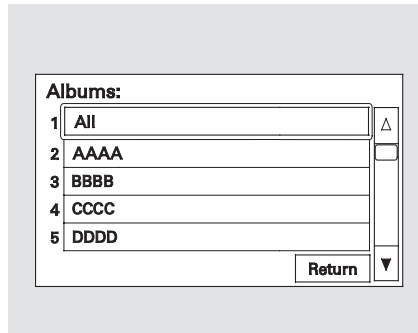 Albums:
1 All
2 AAAA
3 BBBB
4 CCCC
5 DDDD
Return